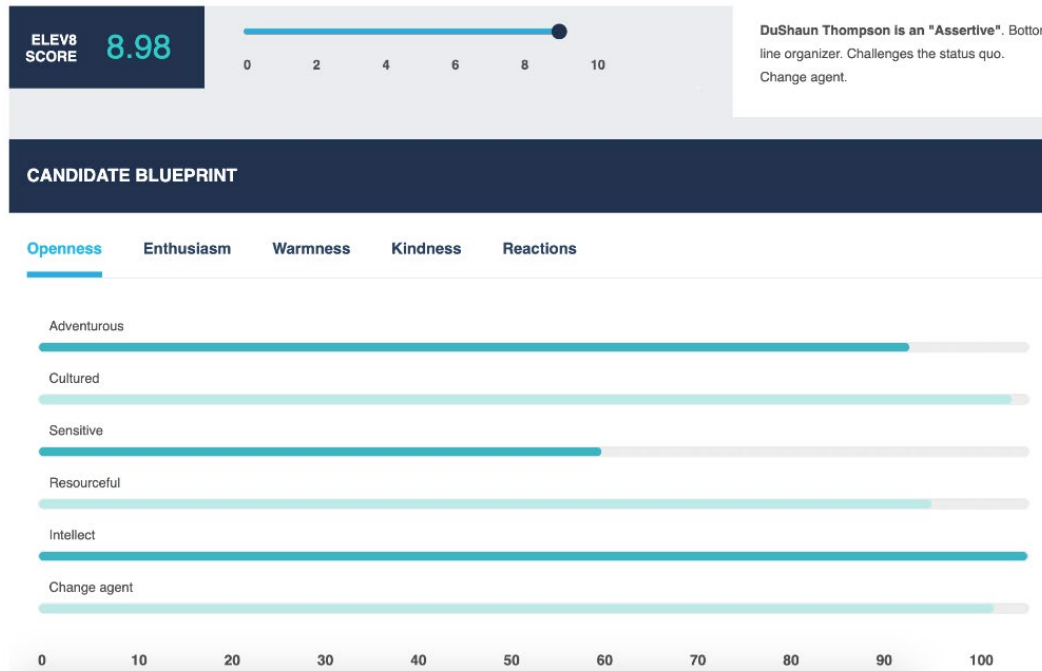 ELEV8
SCORE
8.98
0 2 4 6 8 10
DuShaun Thompson is an "Assertive". Bottom
line organizer. Challenges the status quo.
Change agent.
CANDIDATE BLUEPRINT
Openness Enthusiasm Warmness Kindness Reactions
Adventurous
Cultured
Sensitive
Resourceful
Intellect
Change agent
0 10 20 30 40 50 60 70 80 90 100